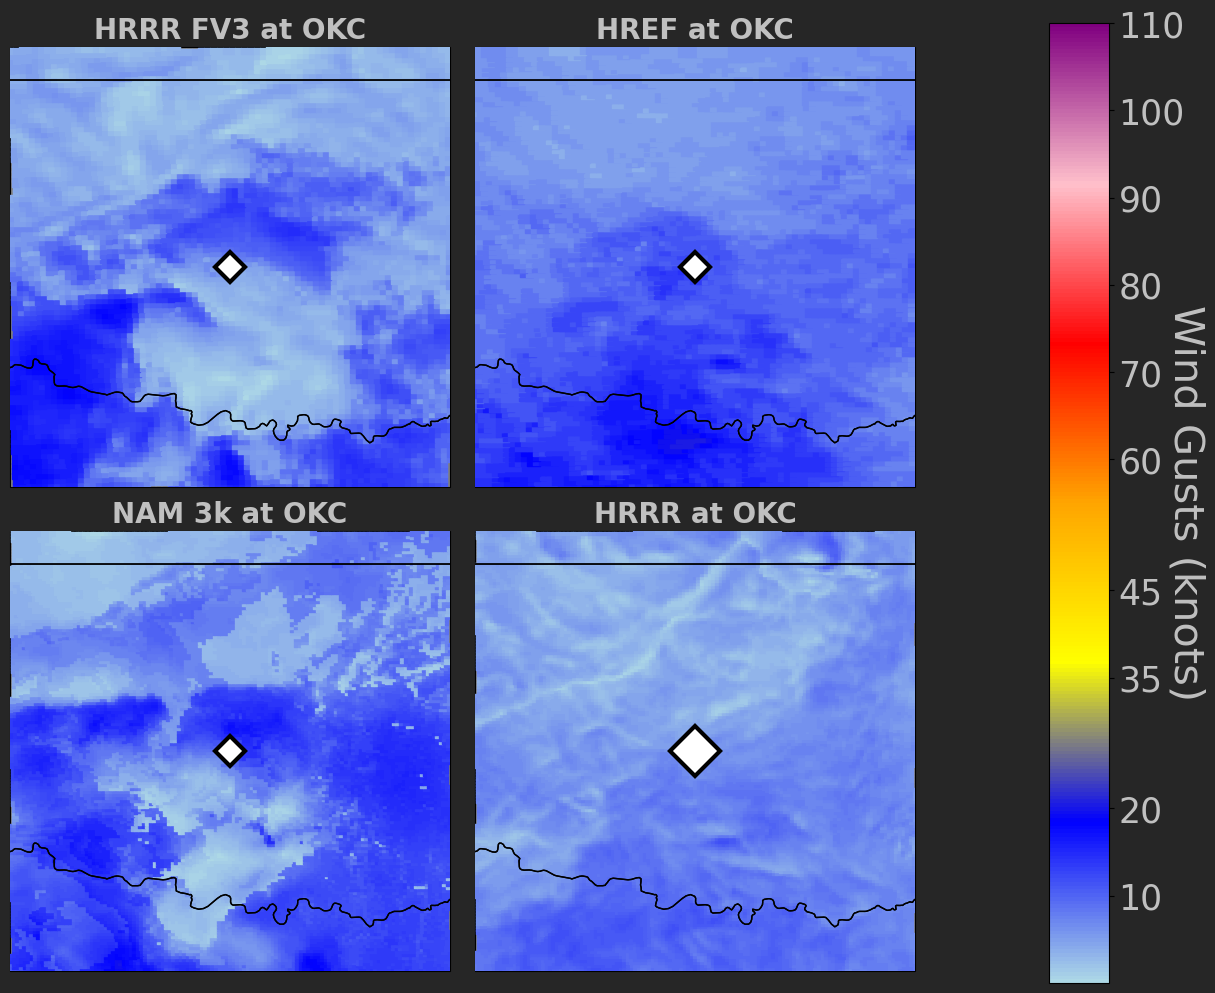 HRRR FV3 at OKC
HREF at OKC
NAM 3k at OKC
HRRR at OKC
110
100
90
80
70
60
45
35
20
10
Wind Gusts (knots)